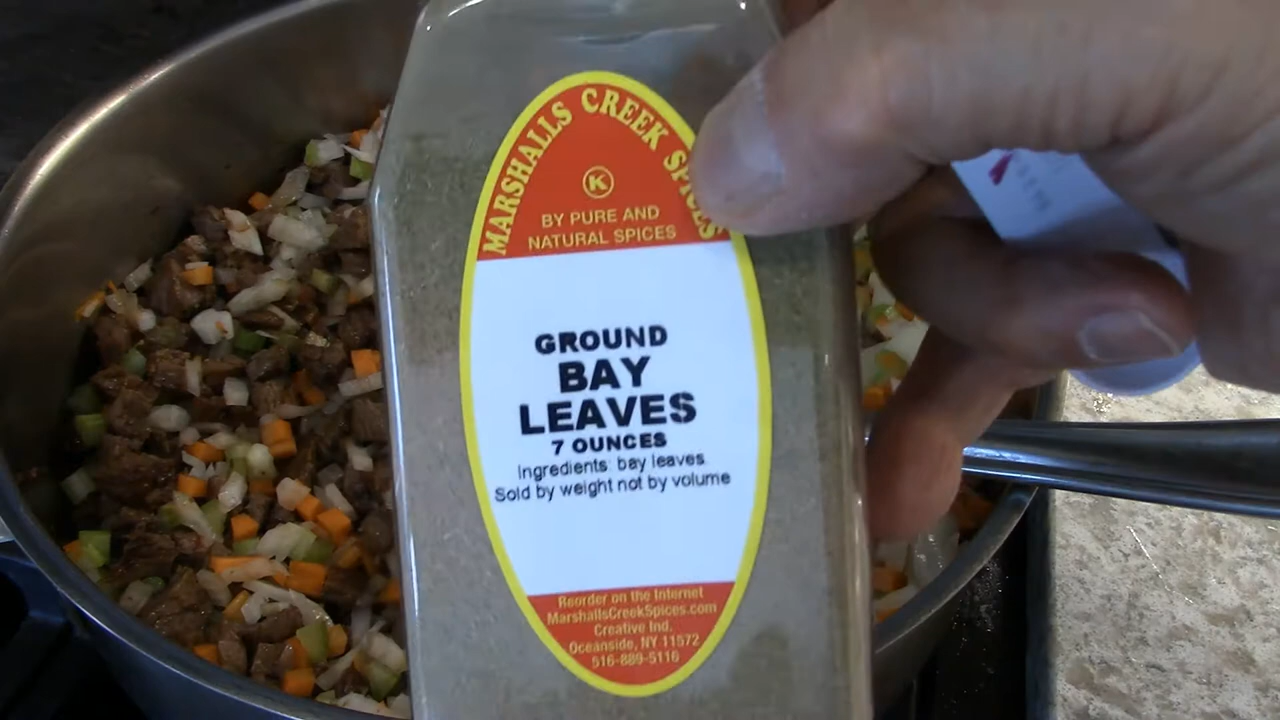 MARSHALLS CREEK SPICES
K
BY PURE AND
NATURAL SPICES
GROUND
BAY
LEAVES
7 OUNCES
Ingredients: bay leaves
Sold by weight not by volume
Reorder on the Internet
MarshallsCreekSpices.com
Creative Ind.
Oceanside, NY 11572
516-889-5116